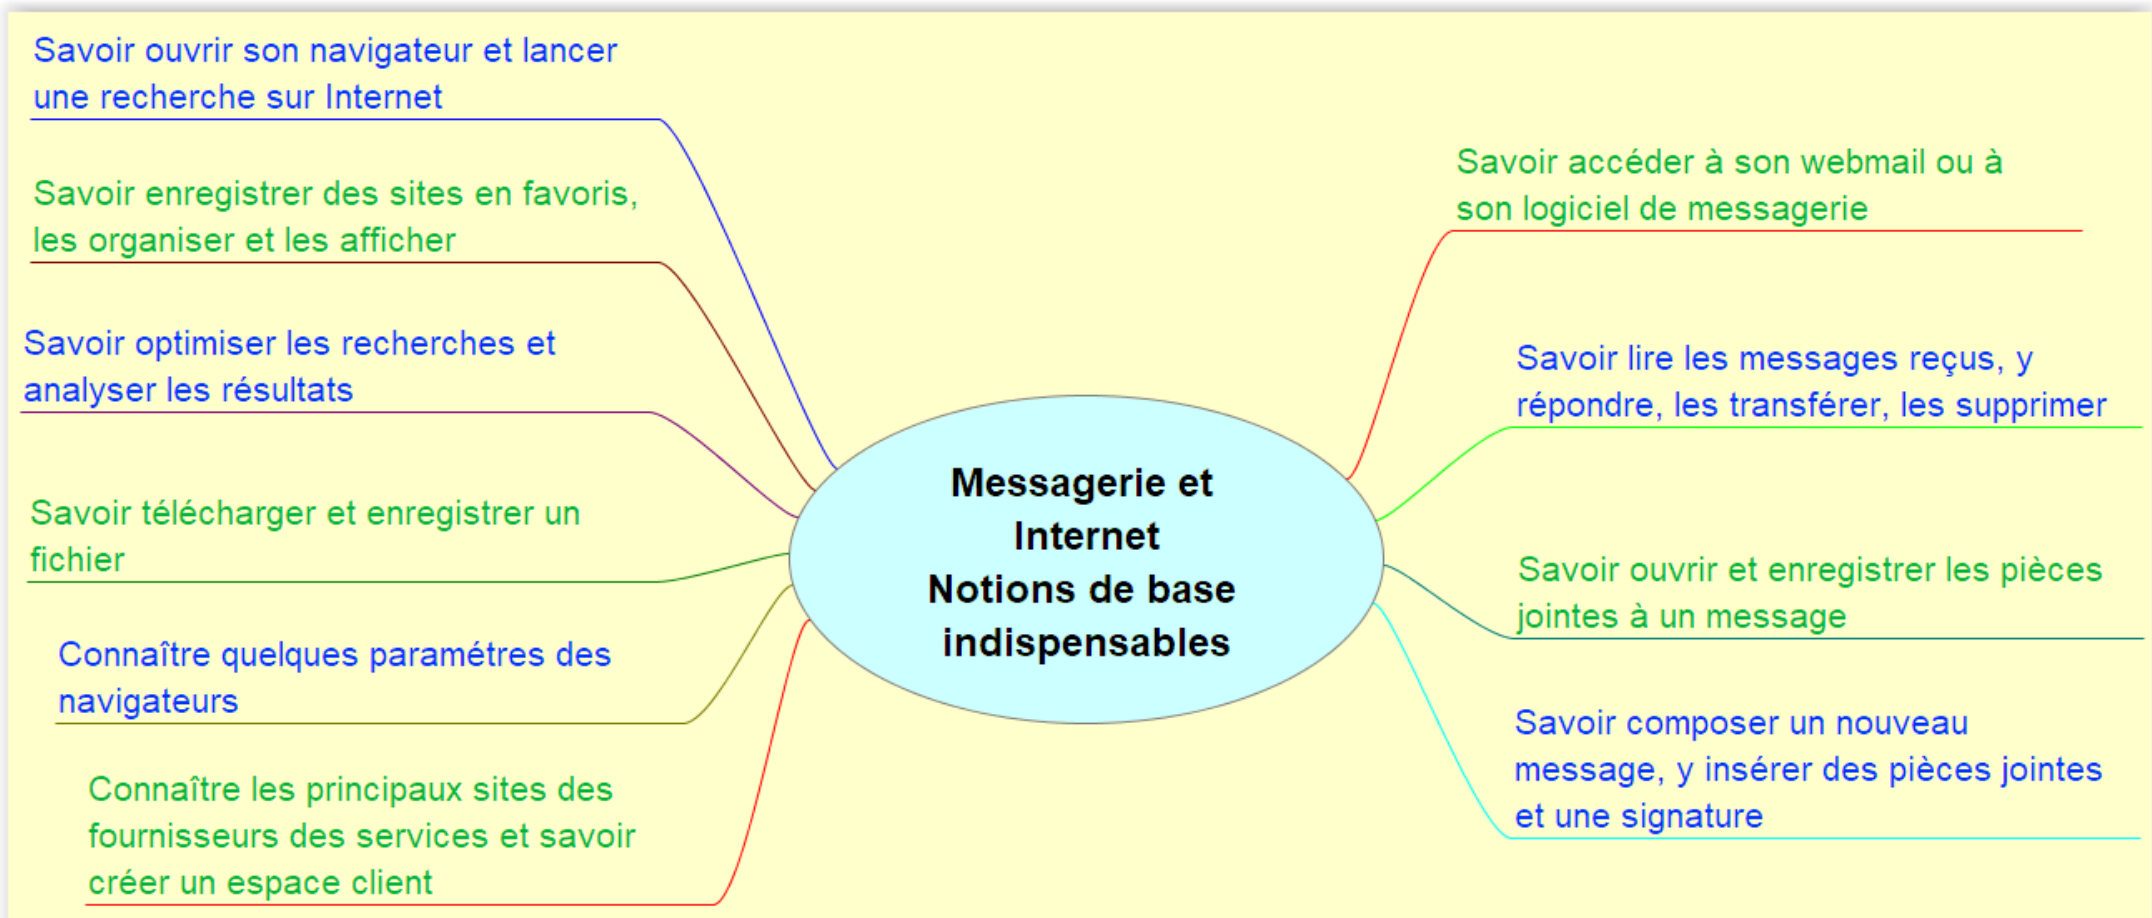 Savoir ouvrir son navigateur et lancer
une recherche sur Internet
Savoir enregistrer des sites en favoris,
les organiser et les afficher
Savoir optimiser les recherches et
analyser les résultats
Savoir télécharger et enregistrer un
fichier
Connaître quelques paramétres des
navigateurs
Connaître les principaux sites des
fournisseurs des services et savoir
créer un espace client
Messagerie et
Internet
Notions de base
indispensables
Savoir accéder à son webmail ou à
son logiciel de messagerie
Savoir lire les messages reçus, y
répondre, les transférer, les supprimer
Savoir ouvrir et enregistrer les pièces
jointes à un message
Savoir composer un nouveau
message, y insérer des pièces jointes
et une signature